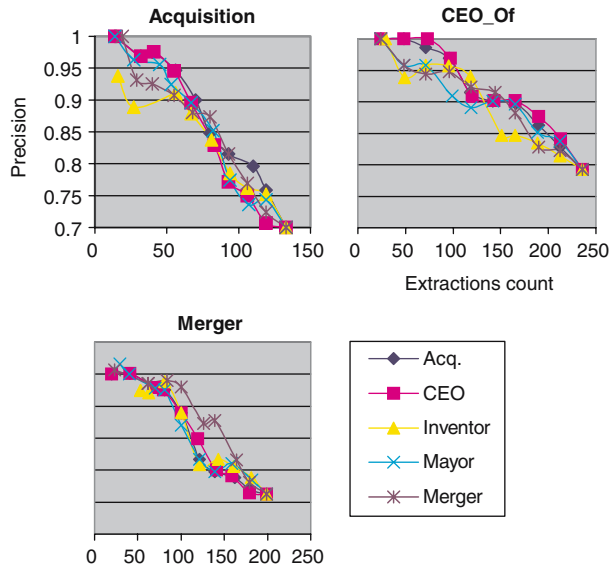 Acquisition
CEO_Of
Precision
1
0.95
0.9
0.85
0.8
0.75
0.7
0 50 100 150
0 50 100 150 200 250
Extractions count
Merger
0 50 100 150 200 250
Acq.
CEO
Inventor
Mayor
Merger